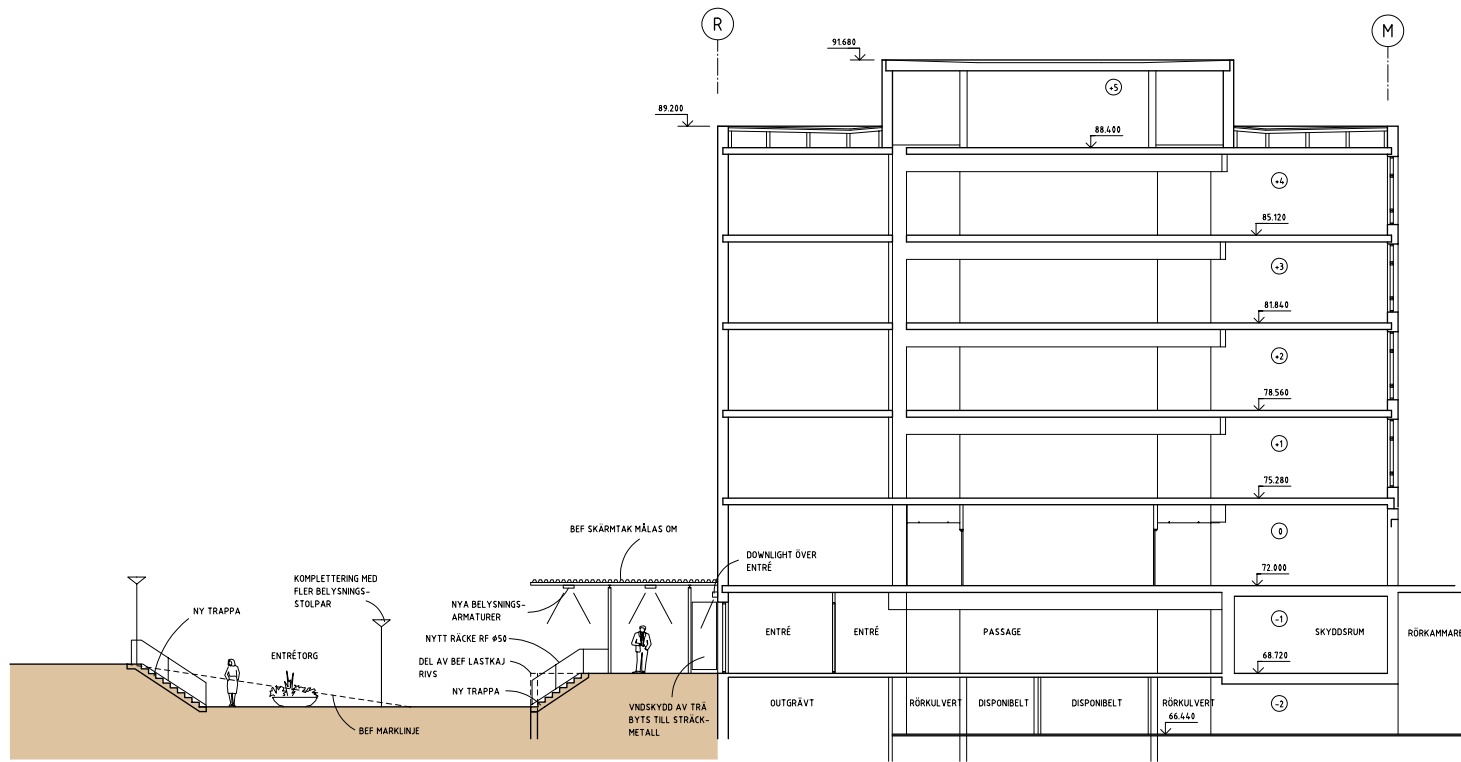 R
M
91.680
+5
89.200
88.400
+4
85.120
+3
81.840
+2
78.560
+1
75.280
BEF SKÄRMTAK MÅLAS OM
0
DOWNLIGHT ÖVER
ENTRÉ
72.000
KOMPLETTERING MED
FLER BELYSNINGS-
STOLPAR
NY TRAPPA
NYA BELYSNINGS-
ARMATURER
-1
ENTRÉ
ENTRÉ
PASSAGE
SKYDDSRUM
RÖRKAMMARE
NYTT RÄCKE RF ø50
ENTRÉTORG
DEL AV BEF LASTKAJ
RIVS
68.720
NY TRAPPA
VNDSKYDD AV TRÄ
BYTS TILL STRÄCK-
METALL
OUTGRÄVT
RÖRKULVERT
DISPONIBELT
DISPONIBELT
RÖRKULVERT
-2
66.440
BEF MARKLINJE